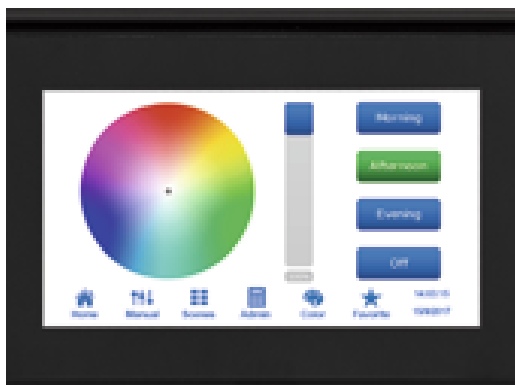 Morning
Afternoon
Evening
Off
Home
Manual
Scenes
Admin
Color
Favorite